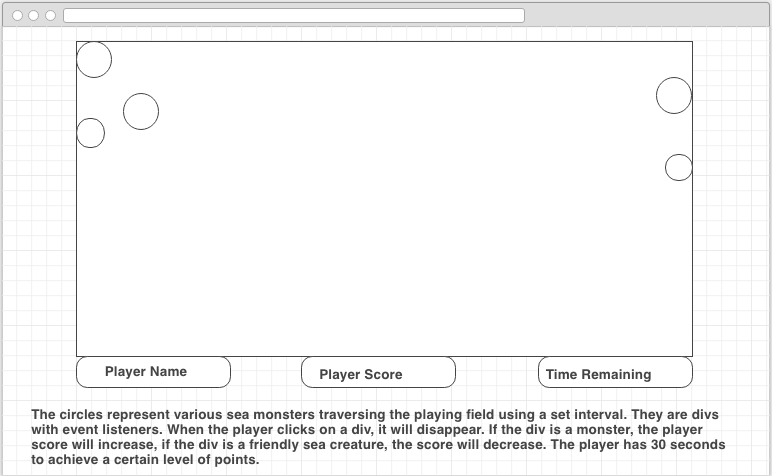 Player Name
Player Score
Time Remaining
The circles represent various sea monsters traversing the playing field using a set interval. They are divs
with event listeners. When the player clicks on a div, it will disappear. If the div is a monster, the player
score will increase, if the div is a friendly sea creature, the score will decrease. The player has 30 seconds
to achieve a certain level of points.